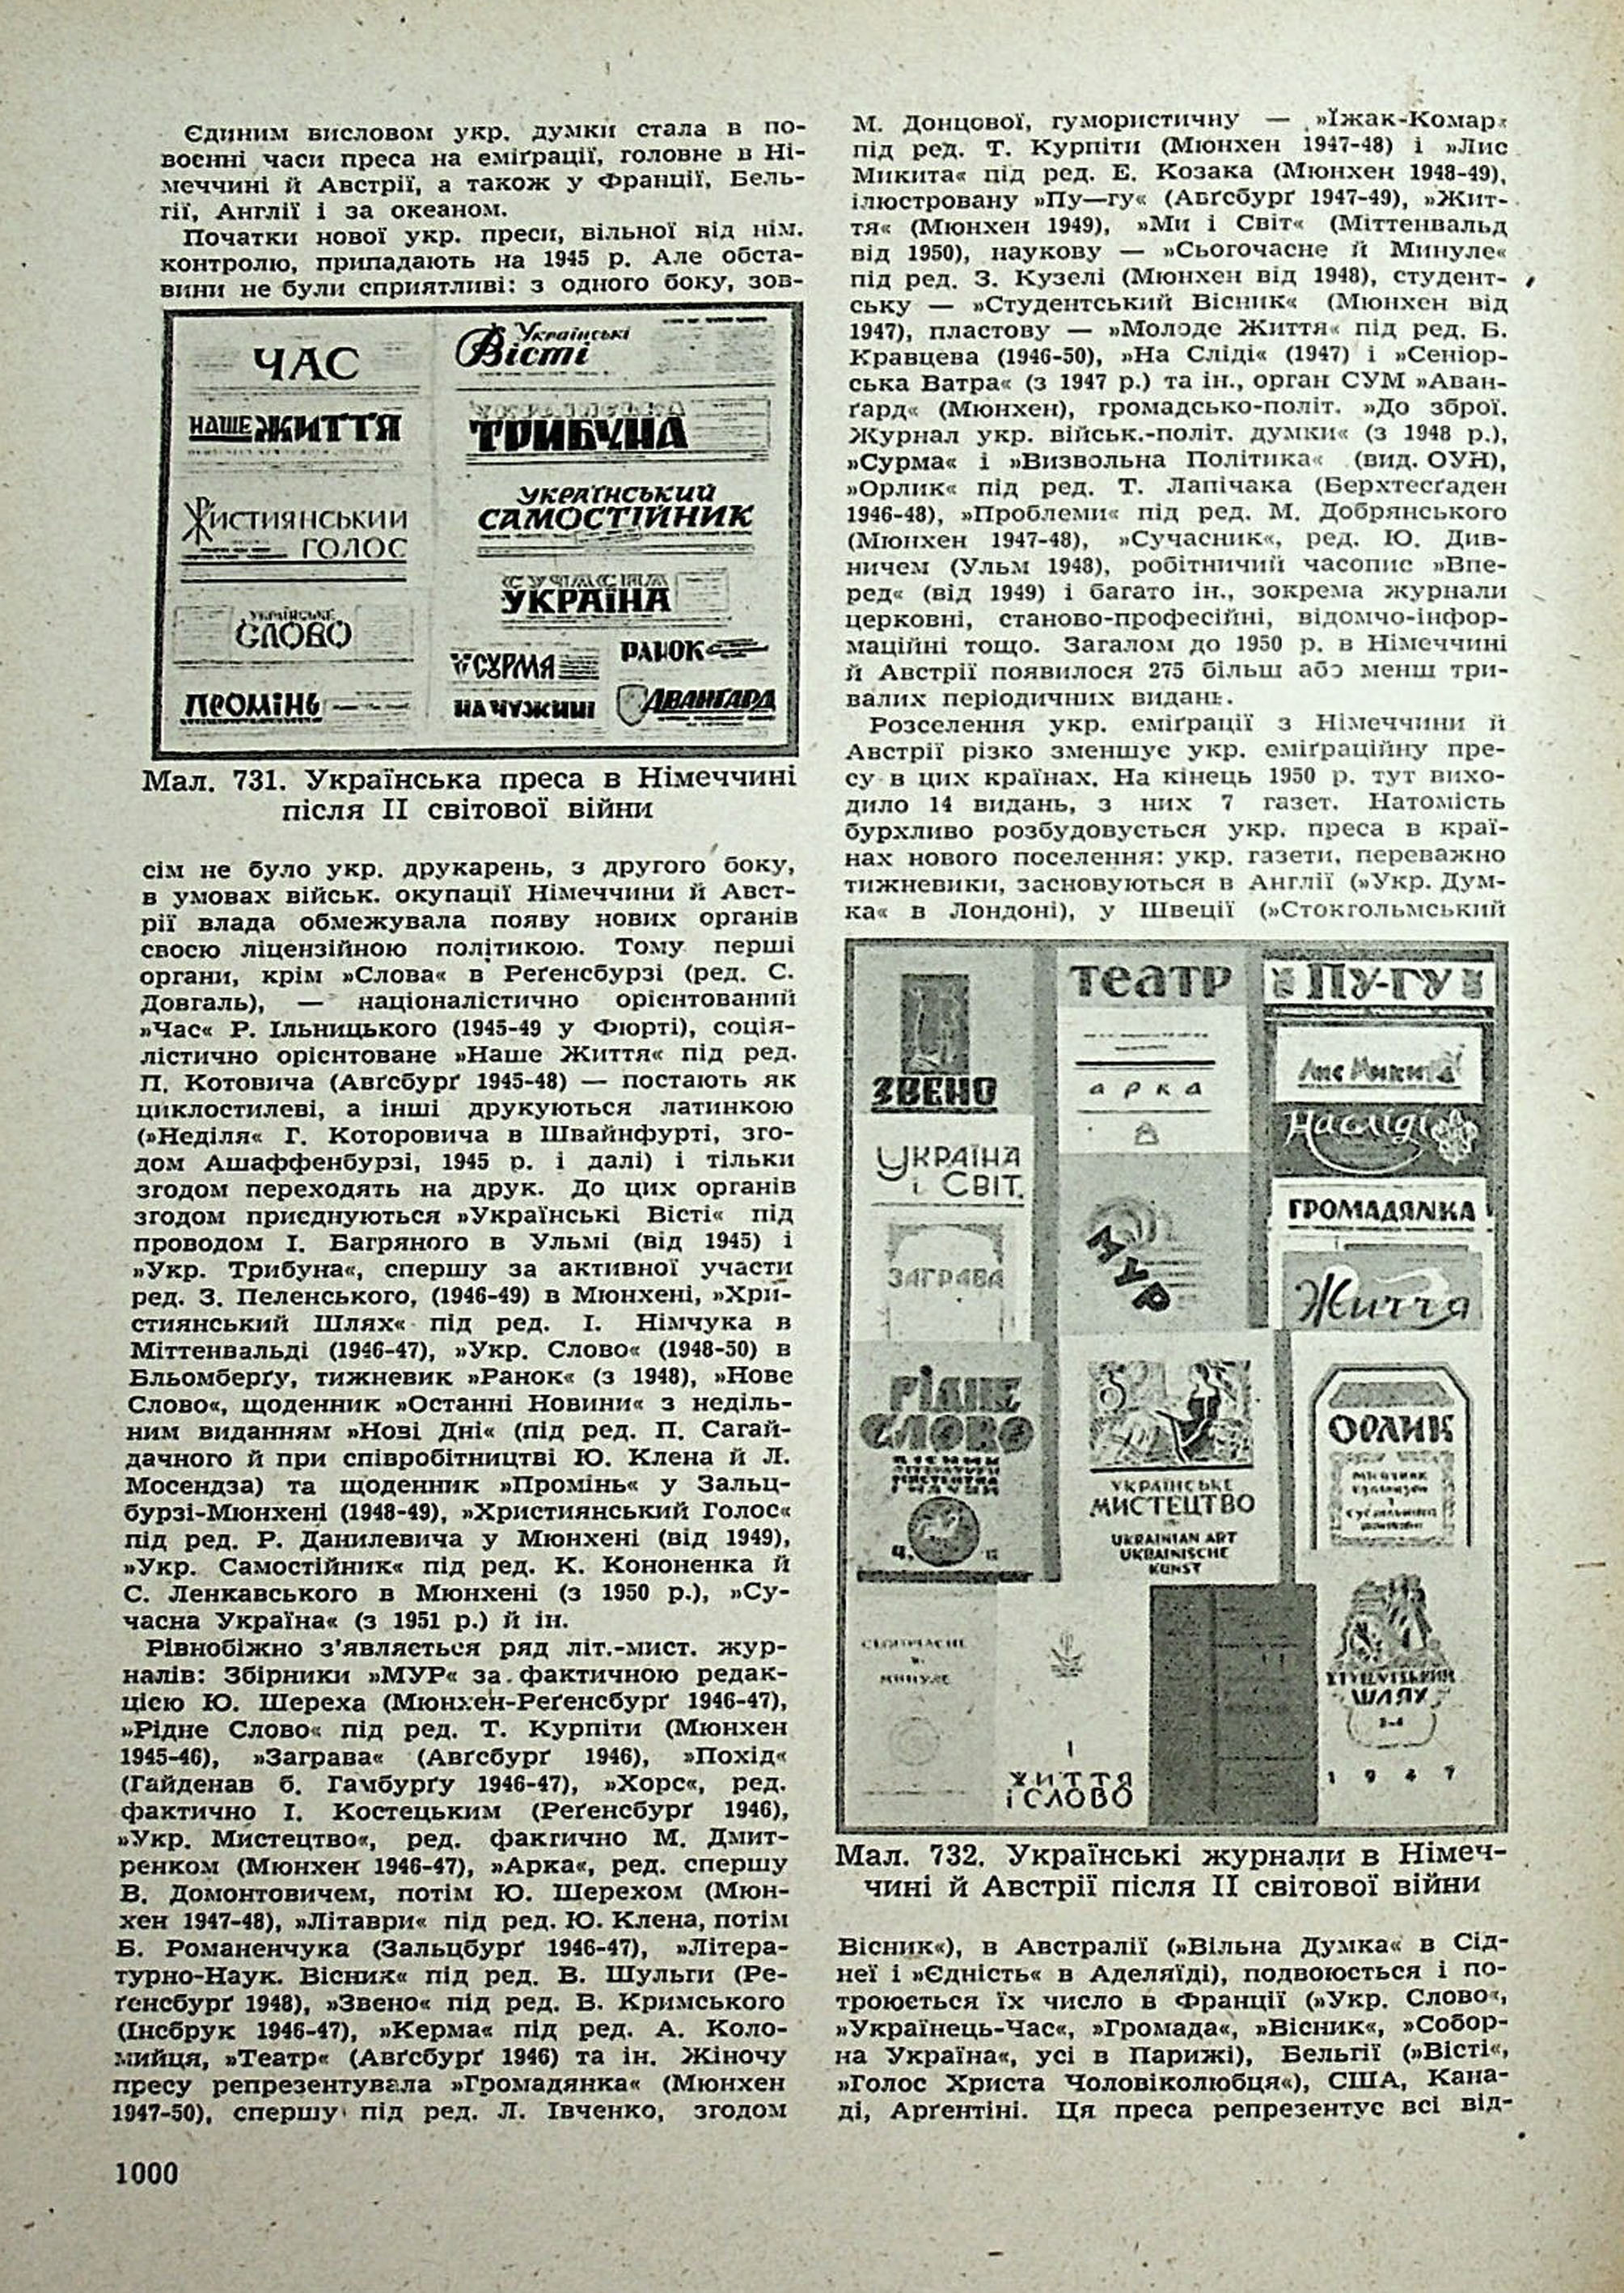 Єдиним висловом укр. думки стала в по-
воєнні часи преса на еміґрації, головне в Ні-
меччині й Австрії, а також у Франції, Бель-
гії, Англії і за океаном.
Початки нової укр. преси, вільної від нім.
контролю, припадають на 1945 р. Але обста-
вини не були сприятливі: з одного боку, зов-
ЧАС
Українські
Вісті
НАШЕ ЖИТТЯ
УКРАЇНСЬКА
ТРИБУНА
ХРИСТИЯНСЬКИЙ
ГОЛОС
УКРАЇНСЬКИЙ
САМОСТІЙНИК
УКРАЇНСЬКЕ
СЛОВО
СУЧАСНА
УКРАЇНА
СУРМА
РАНОК
ПРОМІНЬ
НА ЧУЖИНІ
АВАНГАРД
Мал. 731. Українська преса в Німеччині
після II світової війни
сім не було укр. друкарень, з другого боку,
в умовах військ. окупації Німеччини й Авст-
рії влада обмежувала появу нових органів
своєю ліцензійною політикою. Тому перші
органи, крім »Слова« в Реґенсбурзі (ред. С.
Довгаль), — націоналістично орієнтований
»Час« Р. Ільницького (1945-49 у Фюрті), соція-
лістично орієнтоване »Наше Життя« під ред.
П. Котовича (Авґсбурґ 1945-48) — постають як
циклостилеві, а інші друкуються латинкою
(»Неділя« Г. Которовича в Швайнфурті, зго-
дом Ашаффенбурзі, 1945 р. і далі) і тільки
згодом переходять на друк. До цих органів
згодом приєднуються »Українські Вісті« під
проводом І. Багряного в Ульмі (від 1945) і
»Укр. Трибуна«, спершу за активної участи
ред. З. Пеленського, (1946-49) в Мюнхені, »Хри-
стиянський Шлях« під ред. І. Німчука в
Міттенвальді (1946-47), »Укр. Слово« (1948-50) в
Бльомберґу, тижневик »Ранок« (з 1948), »Нове
Слово«, щоденник »Останні Новини« з неділь-
ним виданням »Нові Дні« (під ред. П. Сагай-
дачного й при співробітництві Ю. Клена й Л.
Мосендза) та щоденник »Промінь« у Зальц-
бурзі-Мюнхені (1948-49), »Християнський Голос«
під ред. Р. Данилевича у Мюнхені (від 1949),
»Укр. Самостійник« під ред. К. Кононенка й
С. Ленкавського в Мюнхені (з 1950 р.), »Су-
часна Україна« (з 1951 р.) й ін.
Рівнобіжно з'являється ряд літ.-мист. жур-
налів: Збірники »МУР« за фактичною редак-
цією Ю. Шереха (Мюнхен-Реґенсбурґ 1946-47),
»Рідне Слово« під ред. Т. Курпіти (Мюнхен
1945-46), »Заграва« (Авґсбурґ 1946), »Похід«
(Гайденав б. Гамбурґу 1946-47), »Хорс«, ред.
фактично І. Костецьким (Реґенсбурґ 1946),
»Укр. Мистецтво«, ред. фактично М. Дмит-
ренком (Мюнхен 1946-47), »Арка«, ред. спершу
В. Домонтовичем, потім Ю. Шерехом (Мюн-
хен 1947-48), »Літаври« під ред. Ю. Клена, потім
Б. Романенчука (Зальцбурґ 1946-47), »Літера-
турно-Наук. Вісник« під ред. В. Шульги (Ре-
ґенсбурґ 1948), »Звено« під ред. В. Кримського
(Інсбрук 1946-47), »Керма« під ред. А. Коло-
мийця, »Театр« (Авґсбурґ 1946) та ін. Жіночу
пресу репрезентувала »Громадянка« (Мюнхен
1947-50), спершу під ред. Л. Івченко, згодом
М. Донцової, гумористичну — »Їжак-Комар«
під ред. Т. Курпіти (Мюнхен 1947-48) і »Лис
Микита« під ред. Е. Козака (Мюнхен 1948-49),
ілюстровану »Пу—гу« (Авґсбурґ 1947-49), »Жит-
тя« (Мюнхен 1949), »Ми і Світ« (Міттенвальд
від 1950), наукову — »Сьогочасне й Минуле«
під ред. З. Кузелі (Мюнхен від 1948), студент-
ську — »Студентський Вісник« (Мюнхен від
1947), пластову — »Молоде Життя« під ред. Б.
Кравцева (1946-50), »На Сліді« (1947) і »Сеніор-
ська Ватра« (з 1947 р.) та ін., орган СУМ »Аван-
ґард« (Мюнхен), громадсько-політ. »До зброї.
Журнал укр. військ.-політ. думки« (з 1948 р.),
»Сурма« і »Визвольна Політика« (вид. ОУН),
»Орлик« під ред. Т. Лапічака (Берхтесґаден
1946-48), »Проблеми« під ред. М. Добрянського
(Мюнхен 1947-48), »Сучасник«, ред. Ю. Див-
ничем (Ульм 1948), робітничий часопис »Впе-
ред« (від 1949) і багато ін., зокрема журнали
церковні, станово-професійні, відомчо-інфор-
маційні тощо. Загалом до 1950 р. в Німеччині
й Австрії появилося 275 більш або менш три-
валих періодичних видань.
Розселення укр. еміґрації з Німеччини й
Австрії різко зменшує укр. еміґраційну пре-
су в цих країнах. На кінець 1950 р. тут вихо-
дило 14 видань, з них 7 газет. Натомість
бурхливо розбудовується укр. преса в краї-
нах нового поселення: укр. газети, переважно
тижневики, засновуються в Англії (»Укр. Дум-
ка« в Лондоні), у Швеції (»Стокгольмський
ЗВЕНО
ТЕАТР
ПУ-ГУ
Лис Микита
АРКА
На сліді
УКРАЇНА
і СВІТ
ГРОМАДЯНКА
ЗАГРАВА
МУР
Життя
РІДНЕ
СЛОВО
УКРАЇНСЬКЕ
МИСТЕЦТВО
UKRAINIAN ART
UKRAINISCHE
KUNST
ОРЛИК
СЬОГОЧАСНЕ
Й
МИНУЛЕ
1
ЖИТТЯ
і СЛОВО
ШЛЯХ
3-4
1947
Мал. 732. Українські журнали в Німеч-
чині й Австрії після II світової війни
Вісник«), в Австралії (»Вільна Думка« в Сід-
неї і »Єдність« в Аделяїді), подвоюється і по-
троюється їх число в Франції (»Укр. Слово«,
»Українець-Час«, »Громада«, »Вісник«, »Собор-
на Україна«, усі в Парижі), Бельгії (»Вісті«,
»Голос Христа Чоловіколюбця«), США, Кана-
ді, Арґентіні. Ця преса репрезентує всі від-
1000